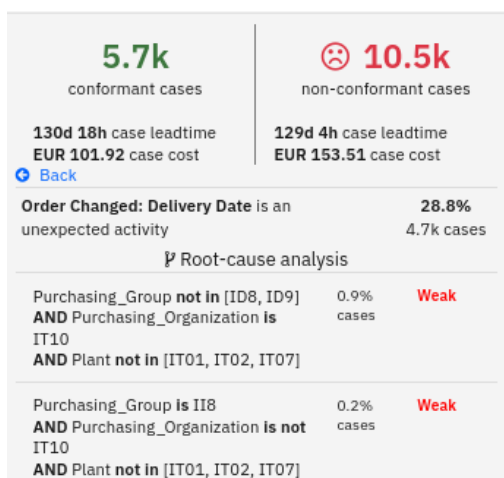 5.7k
conformant cases
130d 18h case leadtime
EUR 101.92 case cost
10.5k
non-conformant cases
129d 4h case leadtime
EUR 153.51 case cost
Back
Order Changed: Delivery Date is an
unexpected activity
28.8%
4.7k cases
Root-cause analysis
Purchasing_Group not in [ID8, ID9]
AND Purchasing_Organization is
IT10
AND Plant not in [IT01, IT02, IT07]
0.9%
cases
Weak
Purchasing_Group is II8
AND Purchasing_Organization is not
IT10
AND Plant not in [IT01, IT02, IT07]
0.2%
cases
Weak